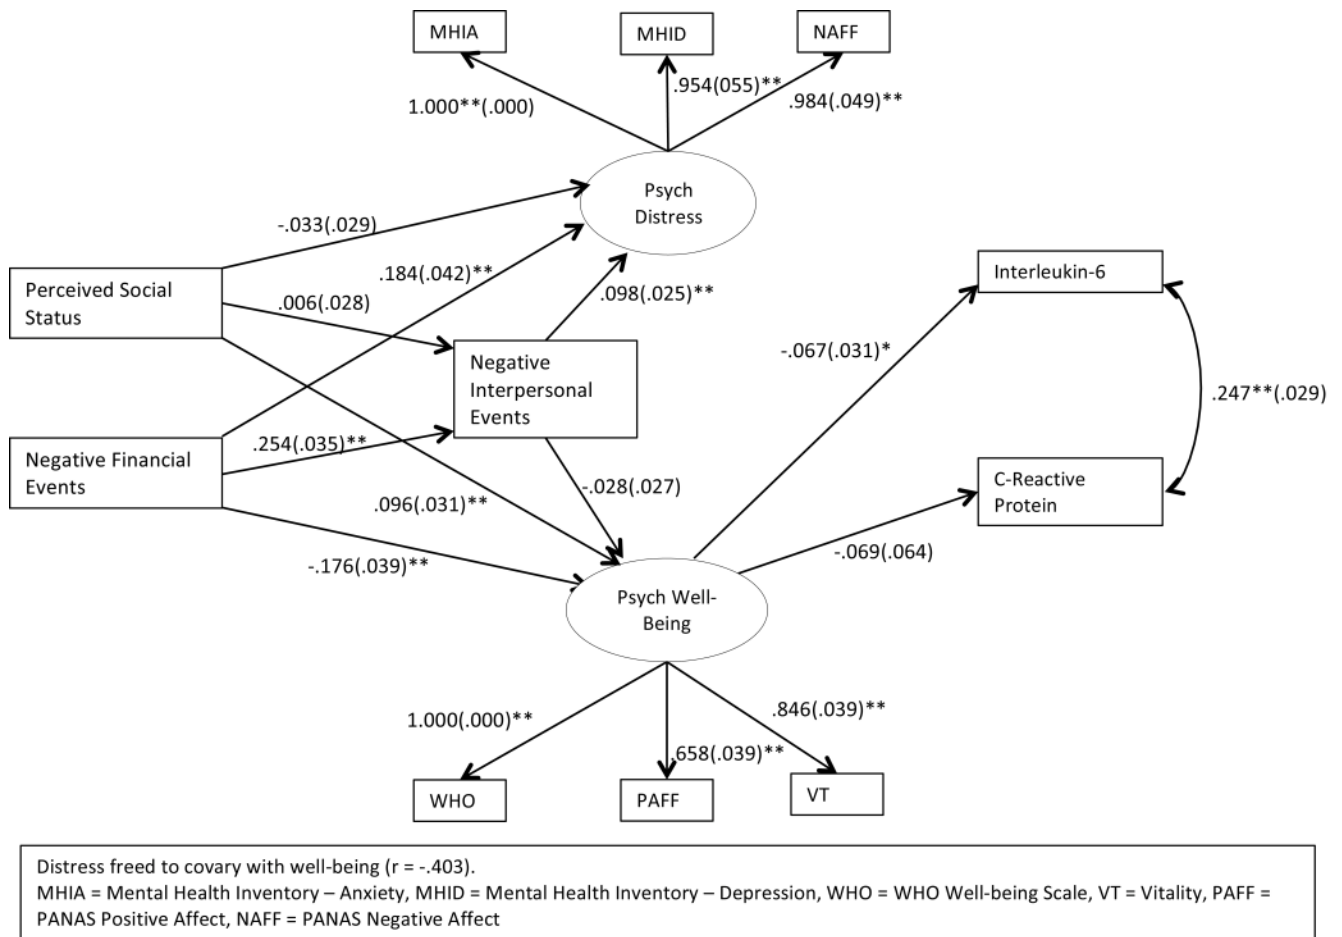 MHIA
MHID
NAFF
1.000**(.000)
.954(055)**
.984(049)**
Psych
Distress
-.033(.029)
.184(.042)**
.006(.028)
.098(.025)**
Perceived Social
Status
Negative
Interpersonal
Events
Interleukin-6
-.067(.031)*
.247**(.029)
Negative Financial
Events
.254(.035)**
-.028(.027)
C-Reactive
Protein
.096(.031)**
-.069(.064)
-.176(.039)**
Psych Well-
Being
1.000(.000)**
.658(.039)**
.846(.039)**
WHO
PAFF
VT
Distress freed to covary with well-being (r = -.403).
MHIA = Mental Health Inventory – Anxiety, MHID = Mental Health Inventory – Depression, WHO = WHO Well-being Scale, VT = Vitality, PAFF =
PANAS Positive Affect, NAFF = PANAS Negative Affect